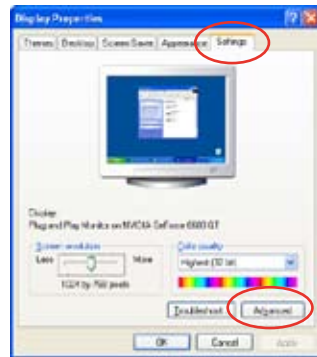 Display Properties
Themes Desktop Screen Saver Appearance Settings
Display:
Plug and Play Monitor on NVIDIA GeForce 6600 GT
Screen resolution
Less More
1024 by 768 pixels
Color quality
Highest (32 bit)
Troubleshoot... Advanced
OK Cancel Apply